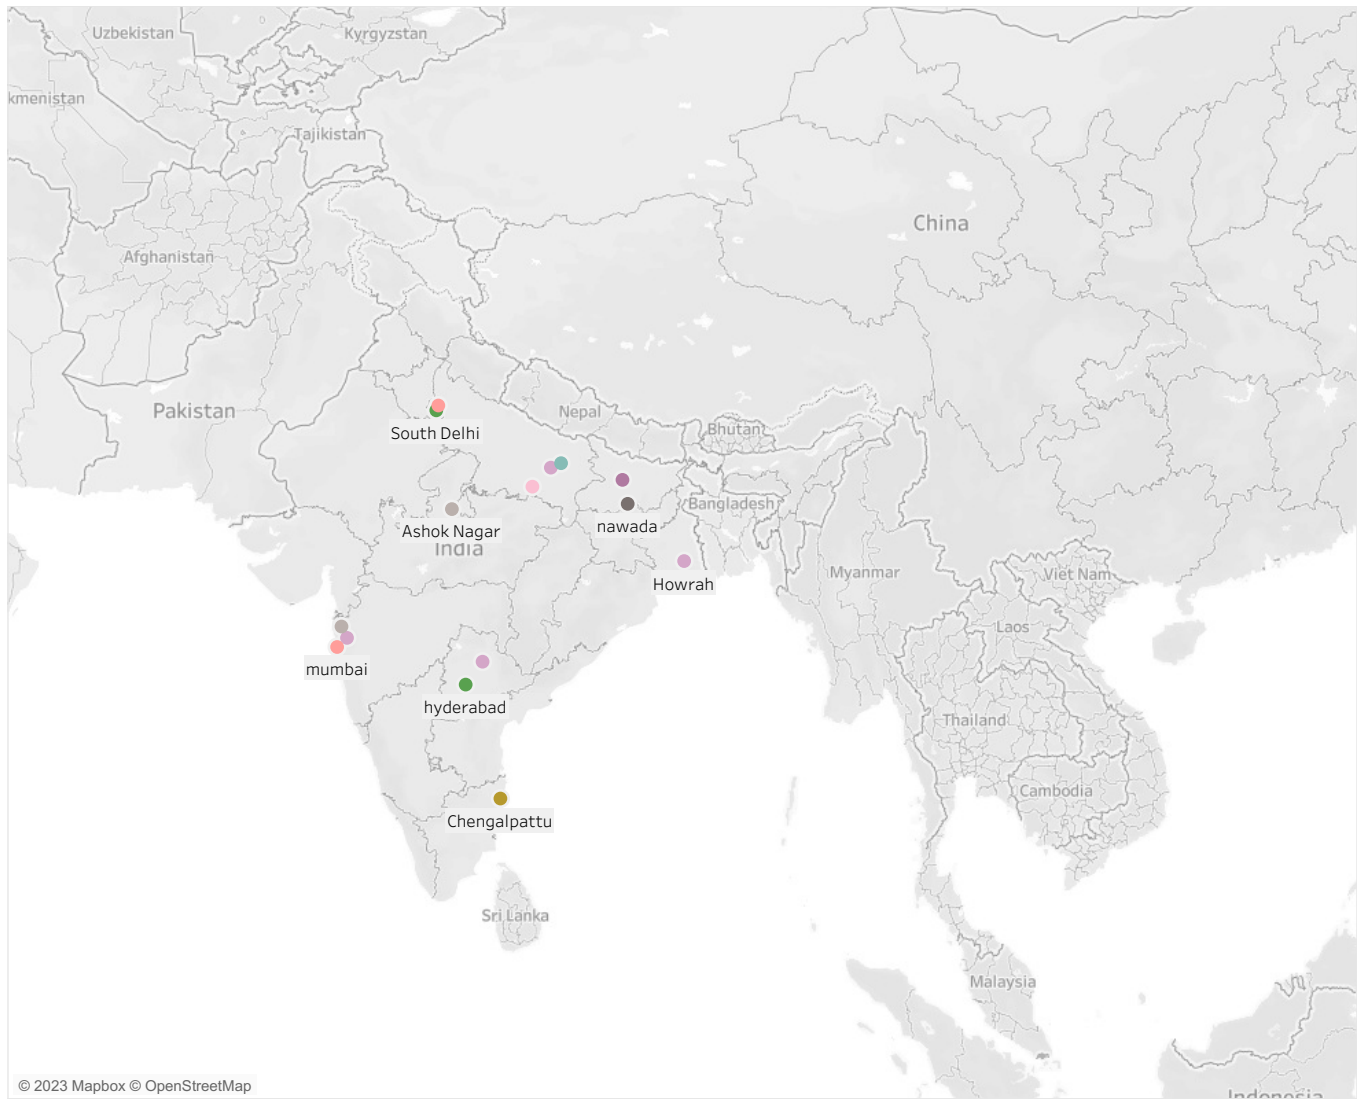 Uzbekistan
Kyrgyzstan
kmenistan
Tajikistan
China
Afghanistan
Pakistan
Nepal
South Delhi
Bhutan
Bangladesh
nawada
Ashok Nagar
India
Myanmar
Viet Nam
Howrah
Laos
mumbai
hyderabad
Thailand
Cambodia
Chengalpattu
Sri Lanka
Malaysia
© 2023 Mapbox © OpenStreetMap
Indonesia